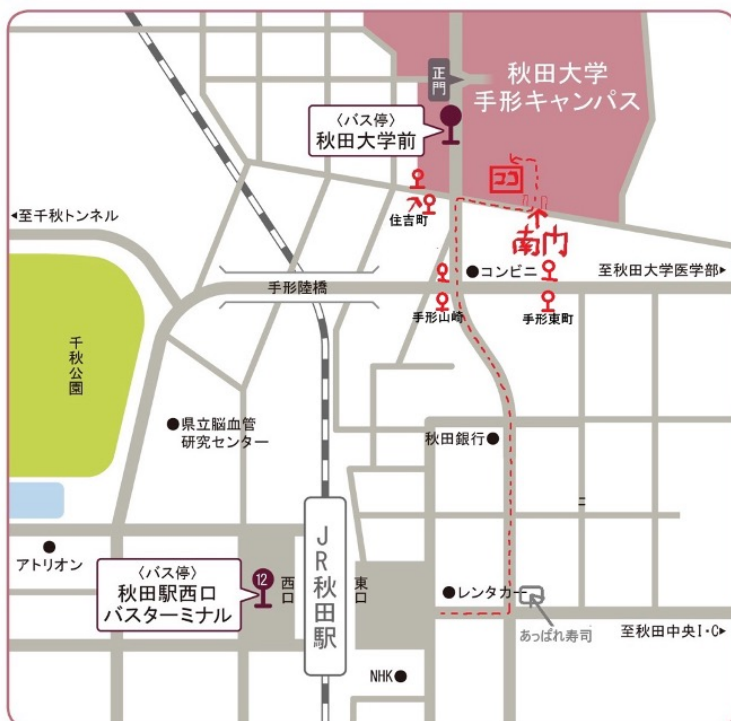 秋田大学
手形キャンパス
正門
〈バス停〉
秋田大学前
ココ
住吉町
南門
◀至千秋トンネル
コンビニ
至秋田大学医学部▶
手形陸橋
手形山崎
手形東町
千秋公園
県立脳血管
研究センター
秋田銀行
JR秋田駅
アトリオン
〈バス停〉
秋田駅西口
バスターミナル
12
西口
東口
レンタカー
あっぱれ寿司
至秋田中央I・C▶
NHK